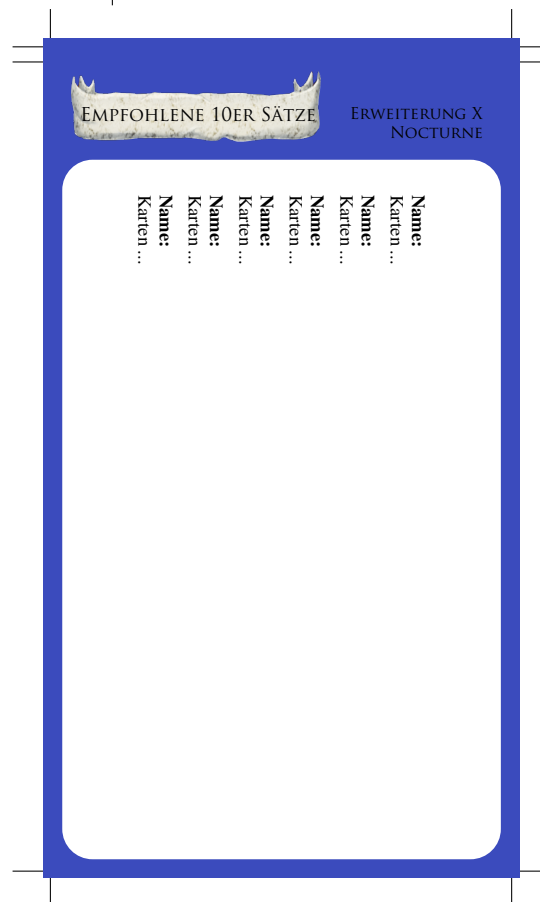 EMPFOHLENE 10ER SÄTZE
ERWEITERUNG X
NOCTURNE
Name:
Karten ...
Name:
Karten ...
Name:
Karten ...
Name:
Karten ...
Name:
Karten ...
Name:
Karten ...